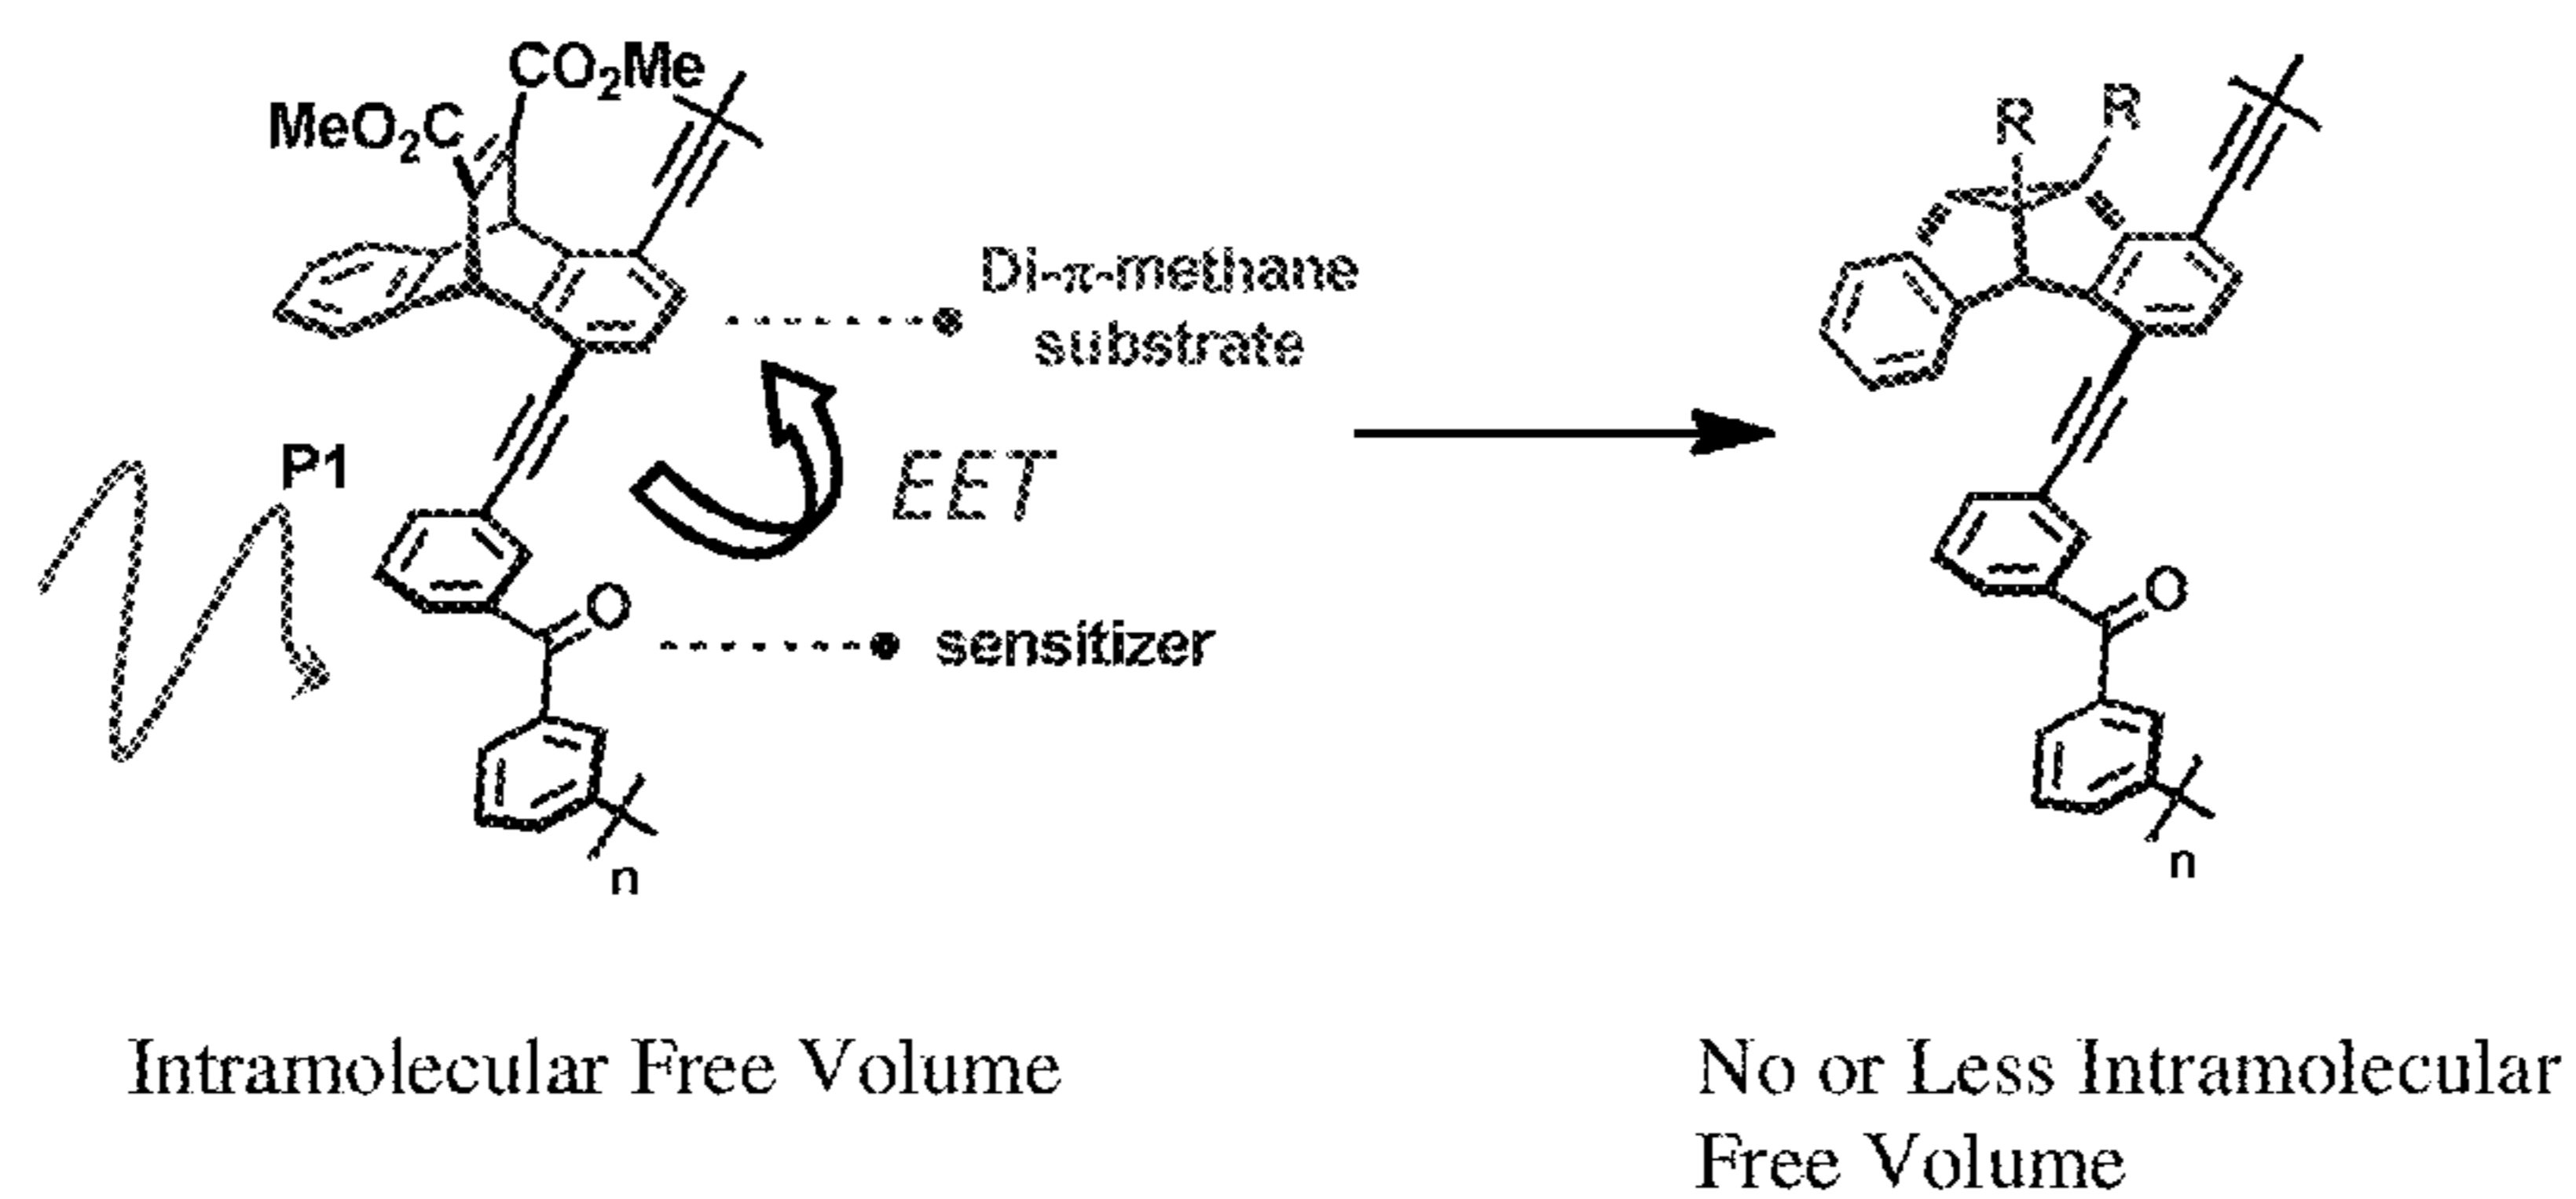 CO₂Me
MeO₂C
R R
Di-π-methane
substrate
P1
EET
O
O
sensitizer
n
n
Intramolecular Free Volume
No or Less Intramolecular
Free Volume